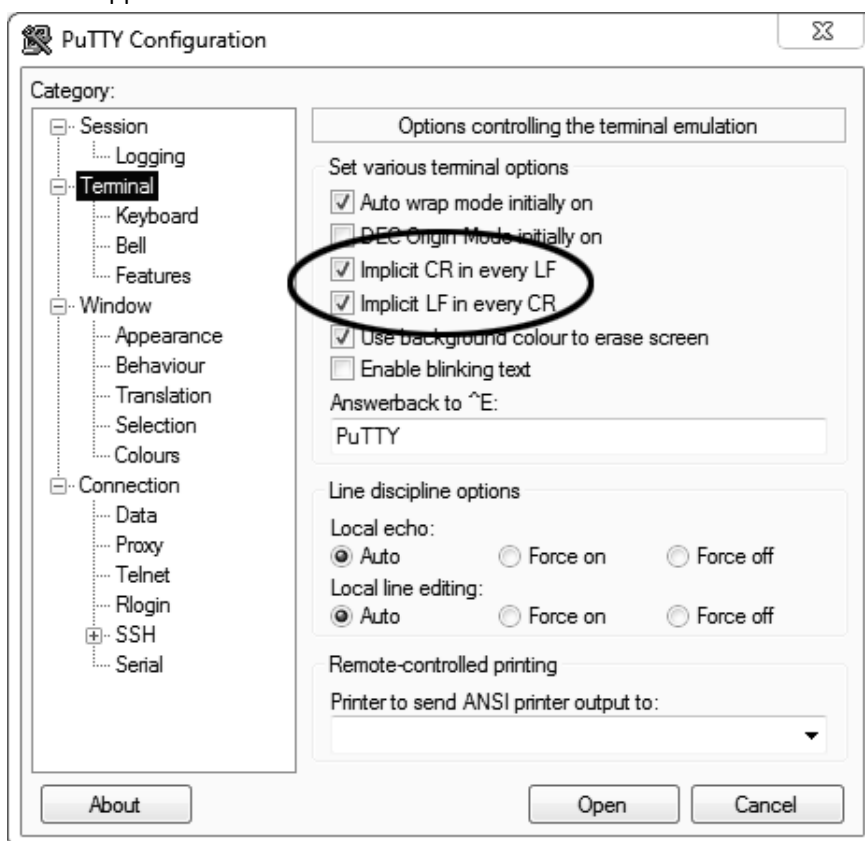 PuTTY Configuration
Category:
Session
Logging
Terminal
Keyboard
Bell
Features
Window
Appearance
Behaviour
Translation
Selection
Colours
Connection
Data
Proxy
Telnet
Rlogin
SSH
Serial
Options controlling the terminal emulation
Set various terminal options
Auto wrap mode initially on
DEC Origin Mode initially on
Implicit CR in every LF
Implicit LF in every CR
Use background colour to erase screen
Enable blinking text
Answerback to ^E:
PuTTY
Line discipline options
Local echo:
Auto Force on Force off
Local line editing:
Auto Force on Force off
Remote-controlled printing
Printer to send ANSI printer output to:
About Open Cancel